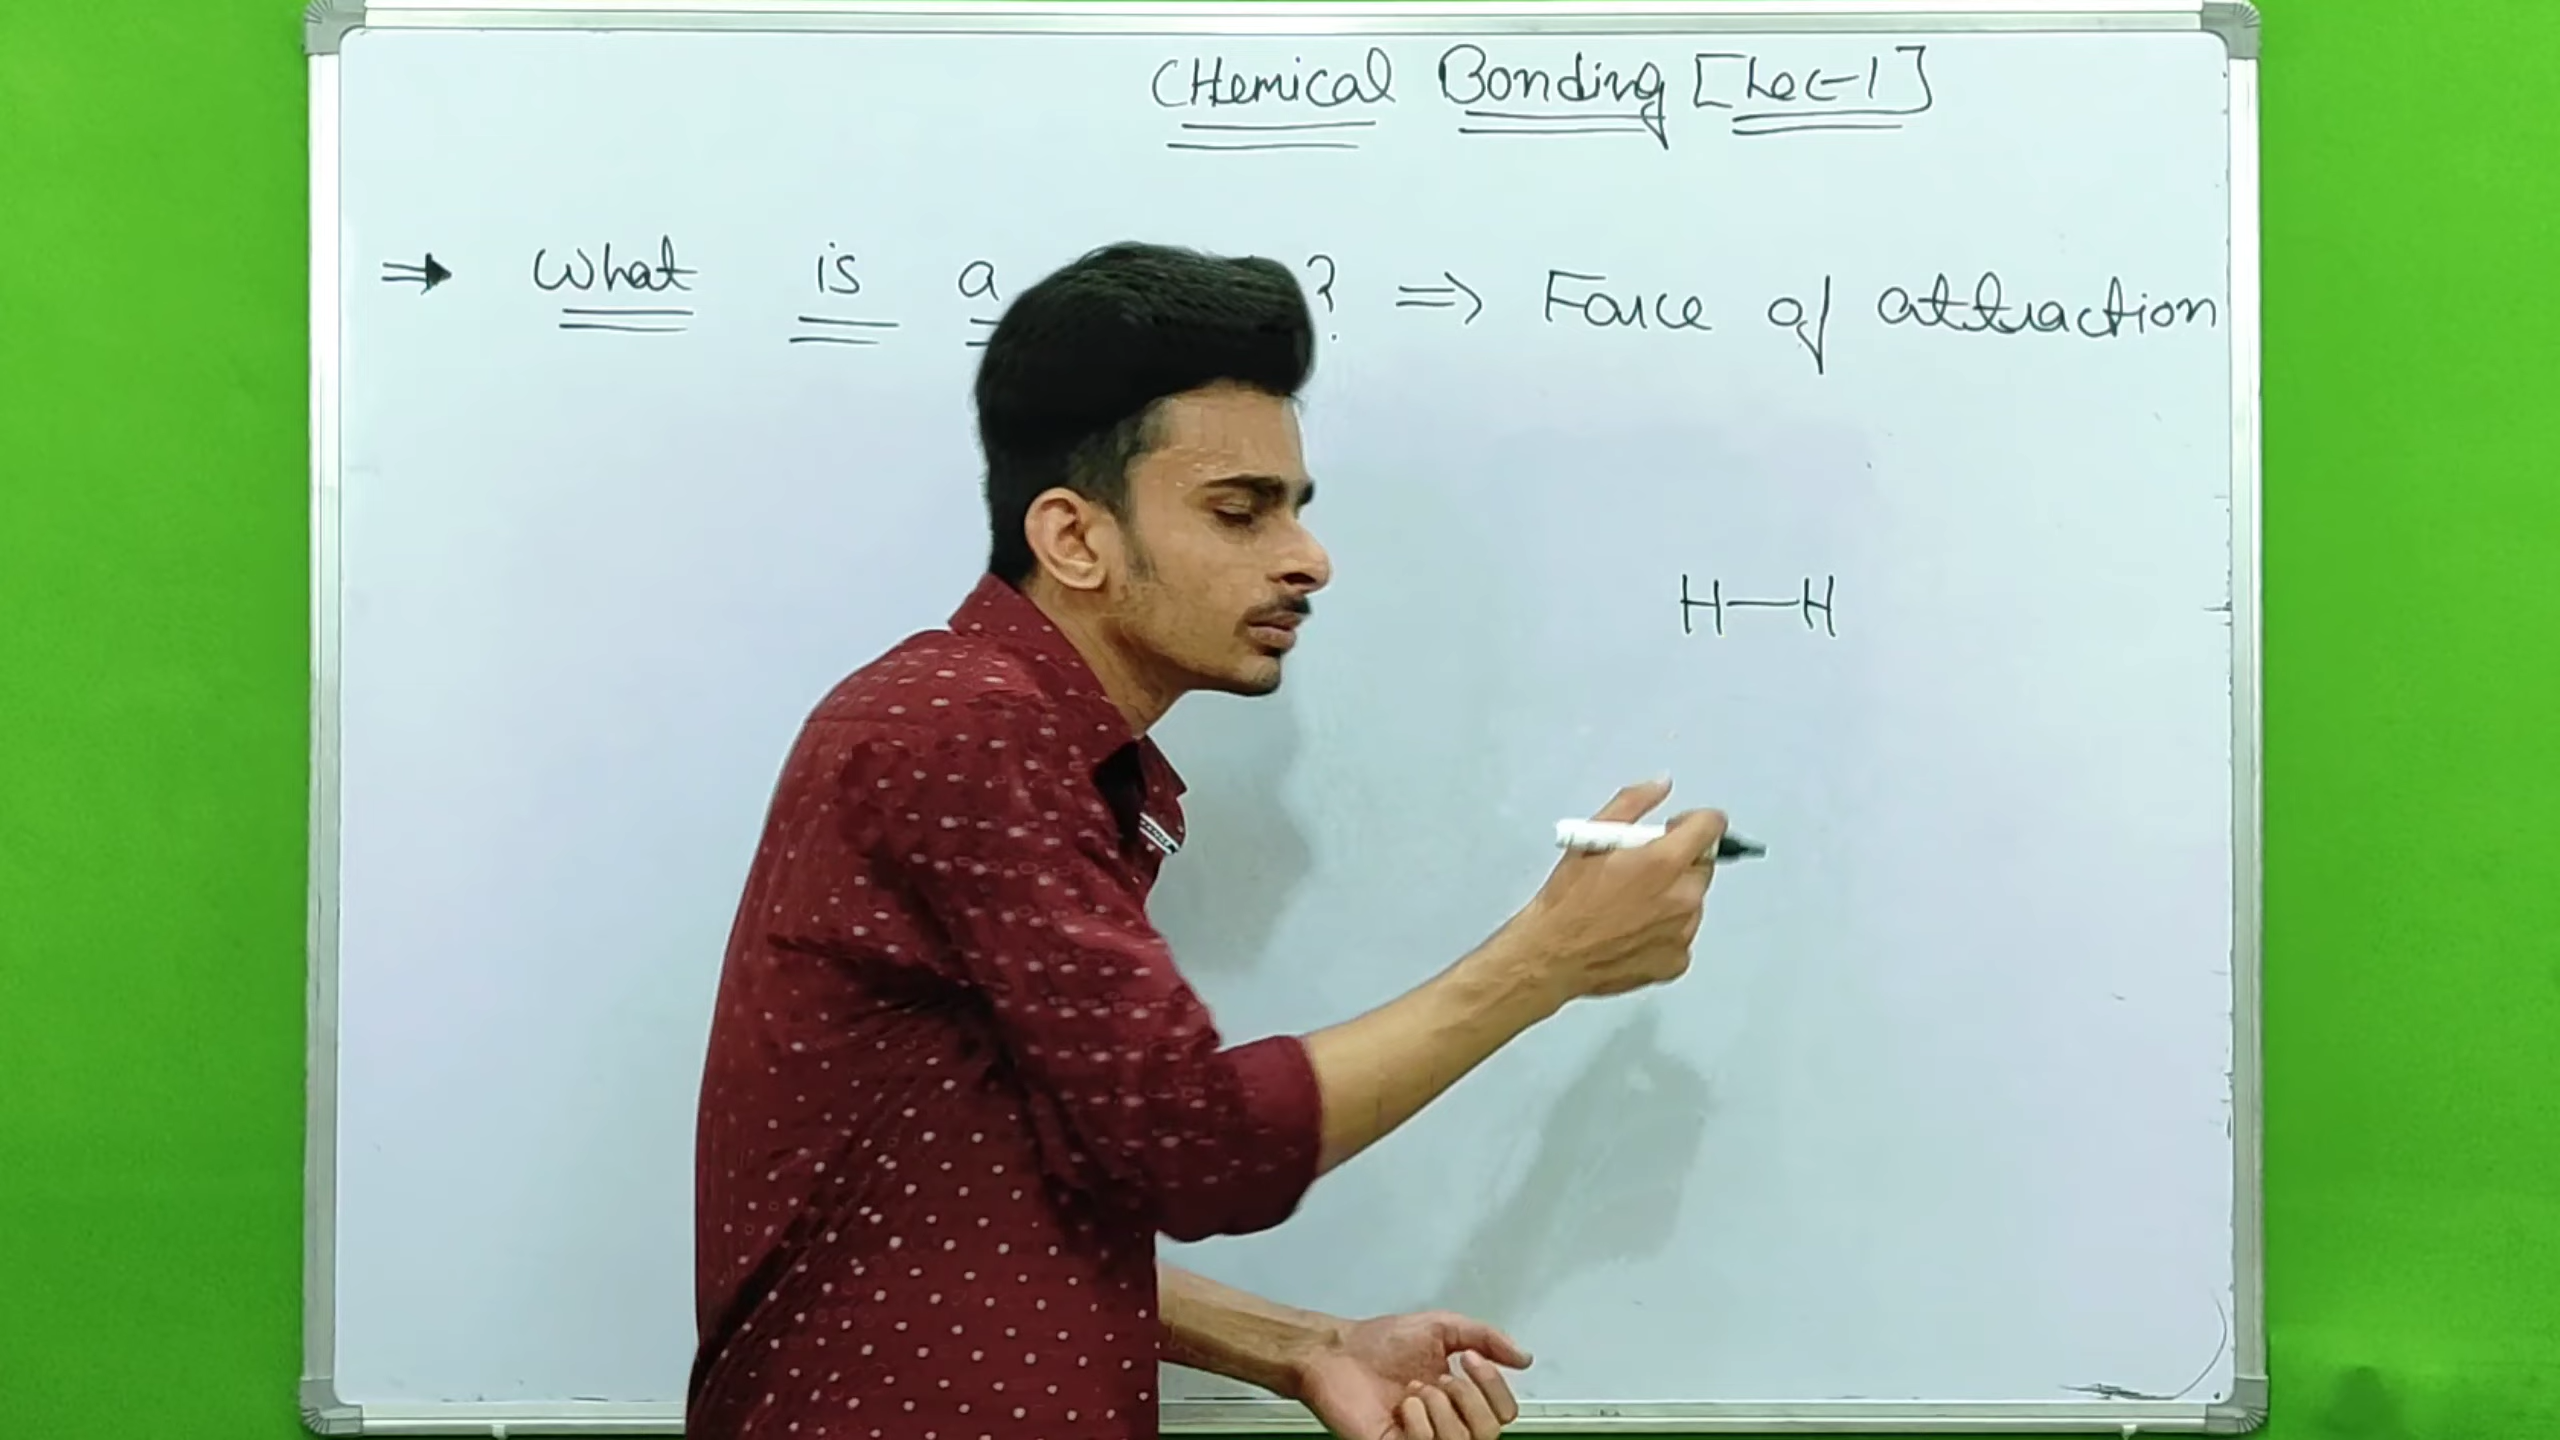 CHemical Bonding [Lec-1]
⇒ What is a ? ⇒ Force of attraction
H—H